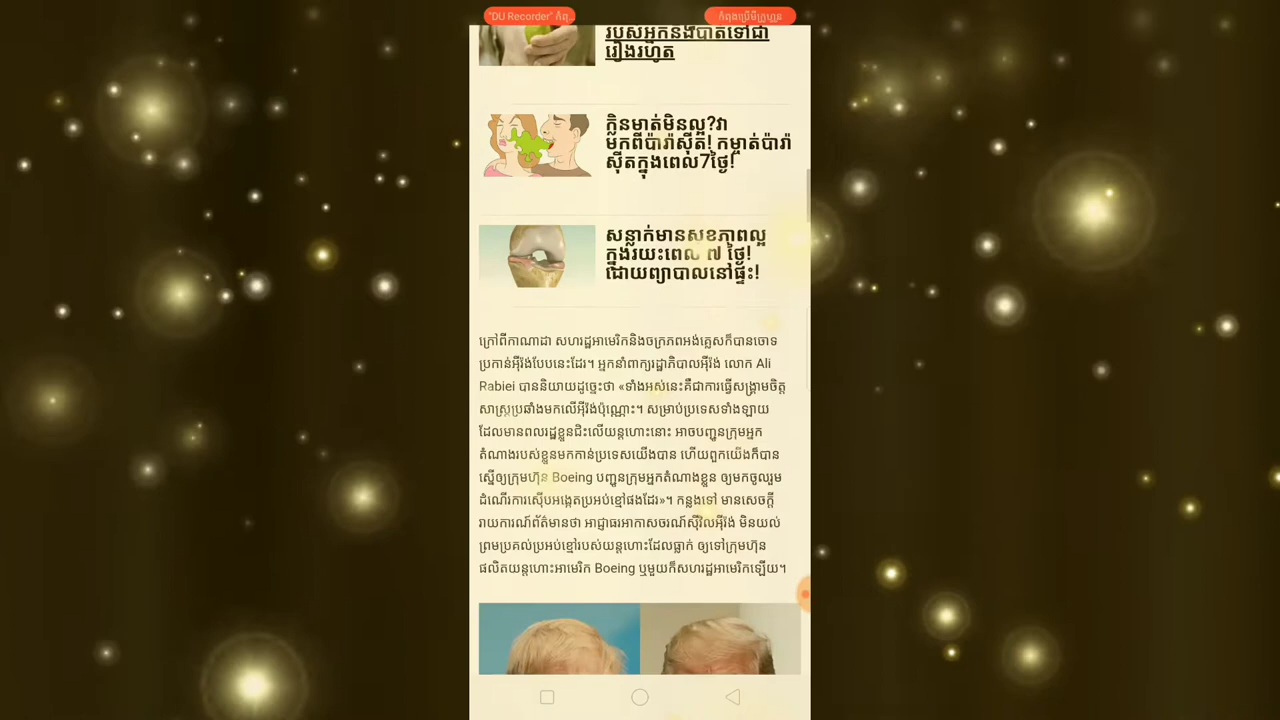 "DU Recorder" កំពុ...
កំពុងប្រើមីក្រូហ្វូន
របស់អ្នកនឹងបាត់ទៅជា
រៀងរហូត
ក្លិនមាត់មិនល្អ?វា
មកពីប៉ារ៉ាស៊ីត! កម្ចាត់ប៉ារ៉ា
ស៊ីតក្នុងពេល7ថ្ងៃ!
សន្លាក់មានសុខភាពល្អ
ក្នុងរយះពេល ៧ ថ្ងៃ!
ដោយព្យាបាលនៅផ្ទះ!
ក្រៅពីកាណាដា សហរដ្ឋអាមេរិកនិងចក្រភពអង់គ្លេសក៏បានចោទ
ប្រកាន់អ៊ីរ៉ង់បែបនេះដែរ។ អ្នកនាំពាក្យរដ្ឋាភិបាលអ៊ីរ៉ង់ លោក Ali
Rabiei បាននិយាយដូច្នេះថា «ទាំងអស់នេះគឺជាការធ្វើសង្គ្រាមចិត្ត
សាស្ត្រប្រឆាំងមកលើអ៊ីរ៉ង់ប៉ុណ្ណោះ។ សម្រាប់ប្រទេសទាំងឡាយ
ដែលមានពលរដ្ឋខ្លួនជិះលើយន្តហោះនោះ អាចបញ្ជូនក្រុមអ្នក
តំណាងរបស់ខ្លួនមកកាន់ប្រទេសយើងបាន ហើយពួកយើងក៏បាន
ស្នើឲ្យក្រុមហ៊ុន Boeing បញ្ជូនក្រុមអ្នកតំណាងខ្លួន ឲ្យមកចូលរួម
ដំណើរការស៊ើបអង្កេតប្រអប់ខ្មៅផងដែរ»។ កន្លងទៅ មានសេចក្តី
រាយការណ៍ព័ត៌មានថា អាជ្ញាធរអាកាសចរណ៍ស៊ីវិលអ៊ីរ៉ង់ មិនយល់
ព្រមប្រគល់ប្រអប់ខ្មៅរបស់យន្តហោះដែលធ្លាក់ ឲ្យទៅក្រុមហ៊ុន
ផលិតយន្តហោះអាមេរិក Boeing ឬមួយក៏សហរដ្ឋអាមេរិកឡើយ។